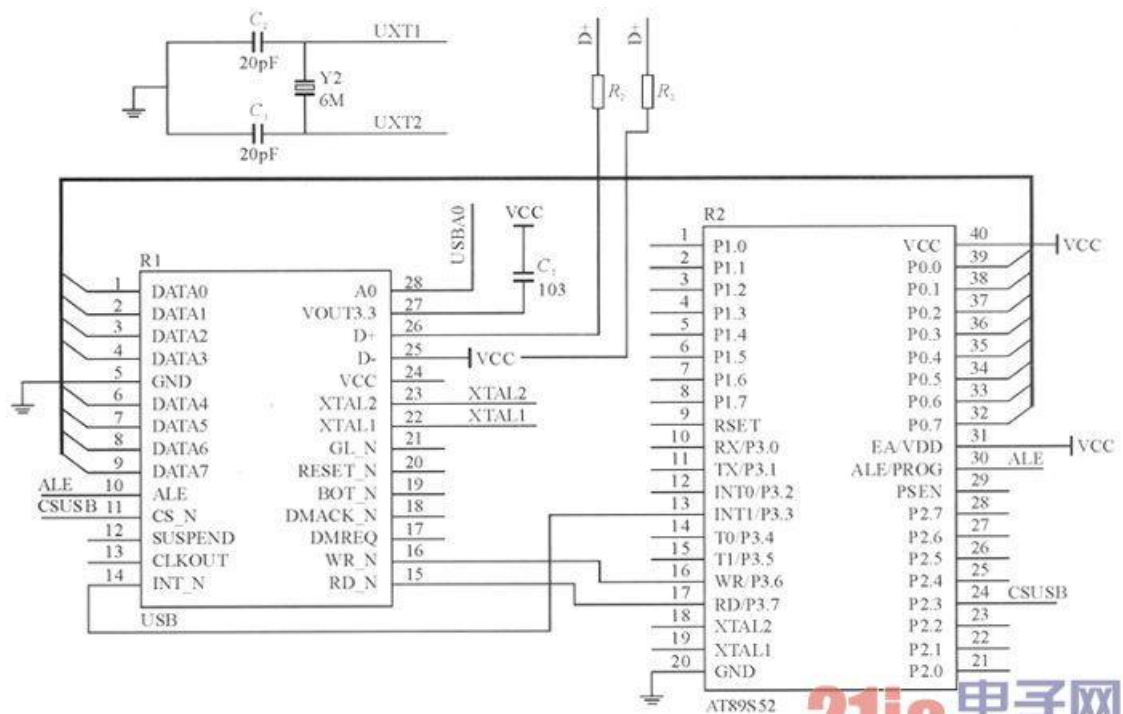 C2
UXT1
20pF
Y2
6M
C3
UXT2
20pF
D+
D+
R2
R3
R1
USBA0
VCC
103
1 DATA0
2 DATA1
3 DATA2
4 DATA3
5 GND
6 DATA4
7 DATA5
8 DATA6
9 DATA7
ALE 10 ALE
CSUSB 11 CS_N
12 SUSPEND
13 CLKOUT
14 INT_N
A0 28
VOUT3.3 27
D+ 26
D- 25 VCC
VCC 24
XTAL2 23 XTAL2
XTAL1 22 XTAL1
GL_N 21
RESET_N 20
BOT_N 19
DMACK_N 18
DMREQ 17
WR_N 16
RD_N 15
USB
R2
1 P1.0
2 P1.1
3 P1.2
4 P1.3
5 P1.4
6 P1.5
7 P1.6
8 P1.7
9 RSET
10 RX/P3.0
11 TX/P3.1
12 INT0/P3.2
13 INT1/P3.3
14 T0/P3.4
15 T1/P3.5
16 WR/P3.6
17 RD/P3.7
18 XTAL2
19 XTAL1
20 GND
VCC 40 VCC
P0.0 39
P0.1 38
P0.2 37
P0.3 36
P0.4 35
P0.5 34
P0.6 33
P0.7 32
EA/VDD 31 VCC
ALE/PROG 30 ALE
PSEN 29
P2.7 28
P2.6 27
P2.5 26
P2.4 25
P2.3 24 CSUSB
P2.2 23
P2.1 22
P2.0 21
AT89S52
21ic电子网